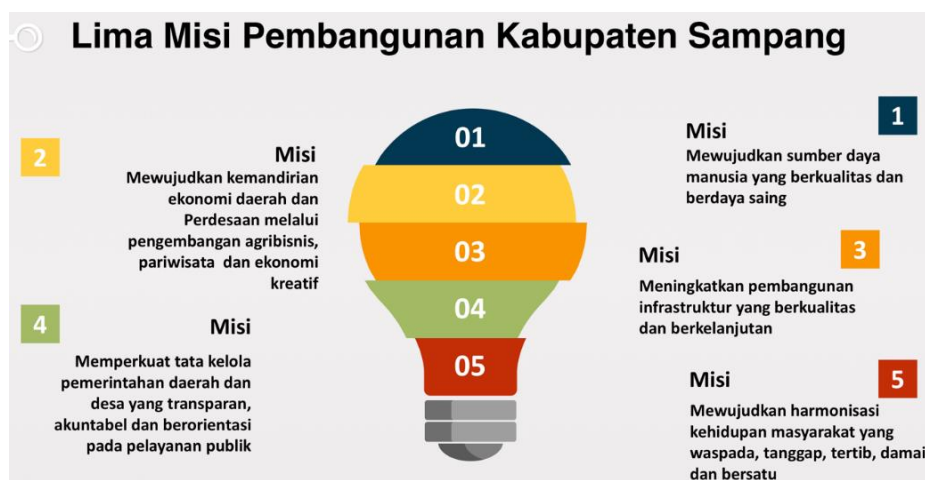 Lima Misi Pembangunan Kabupaten Sampang
1
Misi
Mewujudkan sumber daya
manusia yang berkualitas dan
berdaya saing
2
Misi
Mewujudkan kemandirian
ekonomi daerah dan
Perdesaan melalui
pengembangan agribisnis,
pariwisata dan ekonomi
kreatif
3
Misi
Meningkatkan pembangunan
infrastruktur yang berkualitas
dan berkelanjutan
4
Misi
Memperkuat tata kelola
pemerintahan daerah dan
desa yang transparan,
akuntabel dan berorientasi
pada pelayanan publik
5
Misi
Mewujudkan harmonisasi
kehidupan masyarakat yang
waspada, tanggap, tertib, damai
dan bersatu
01
02
03
04
05